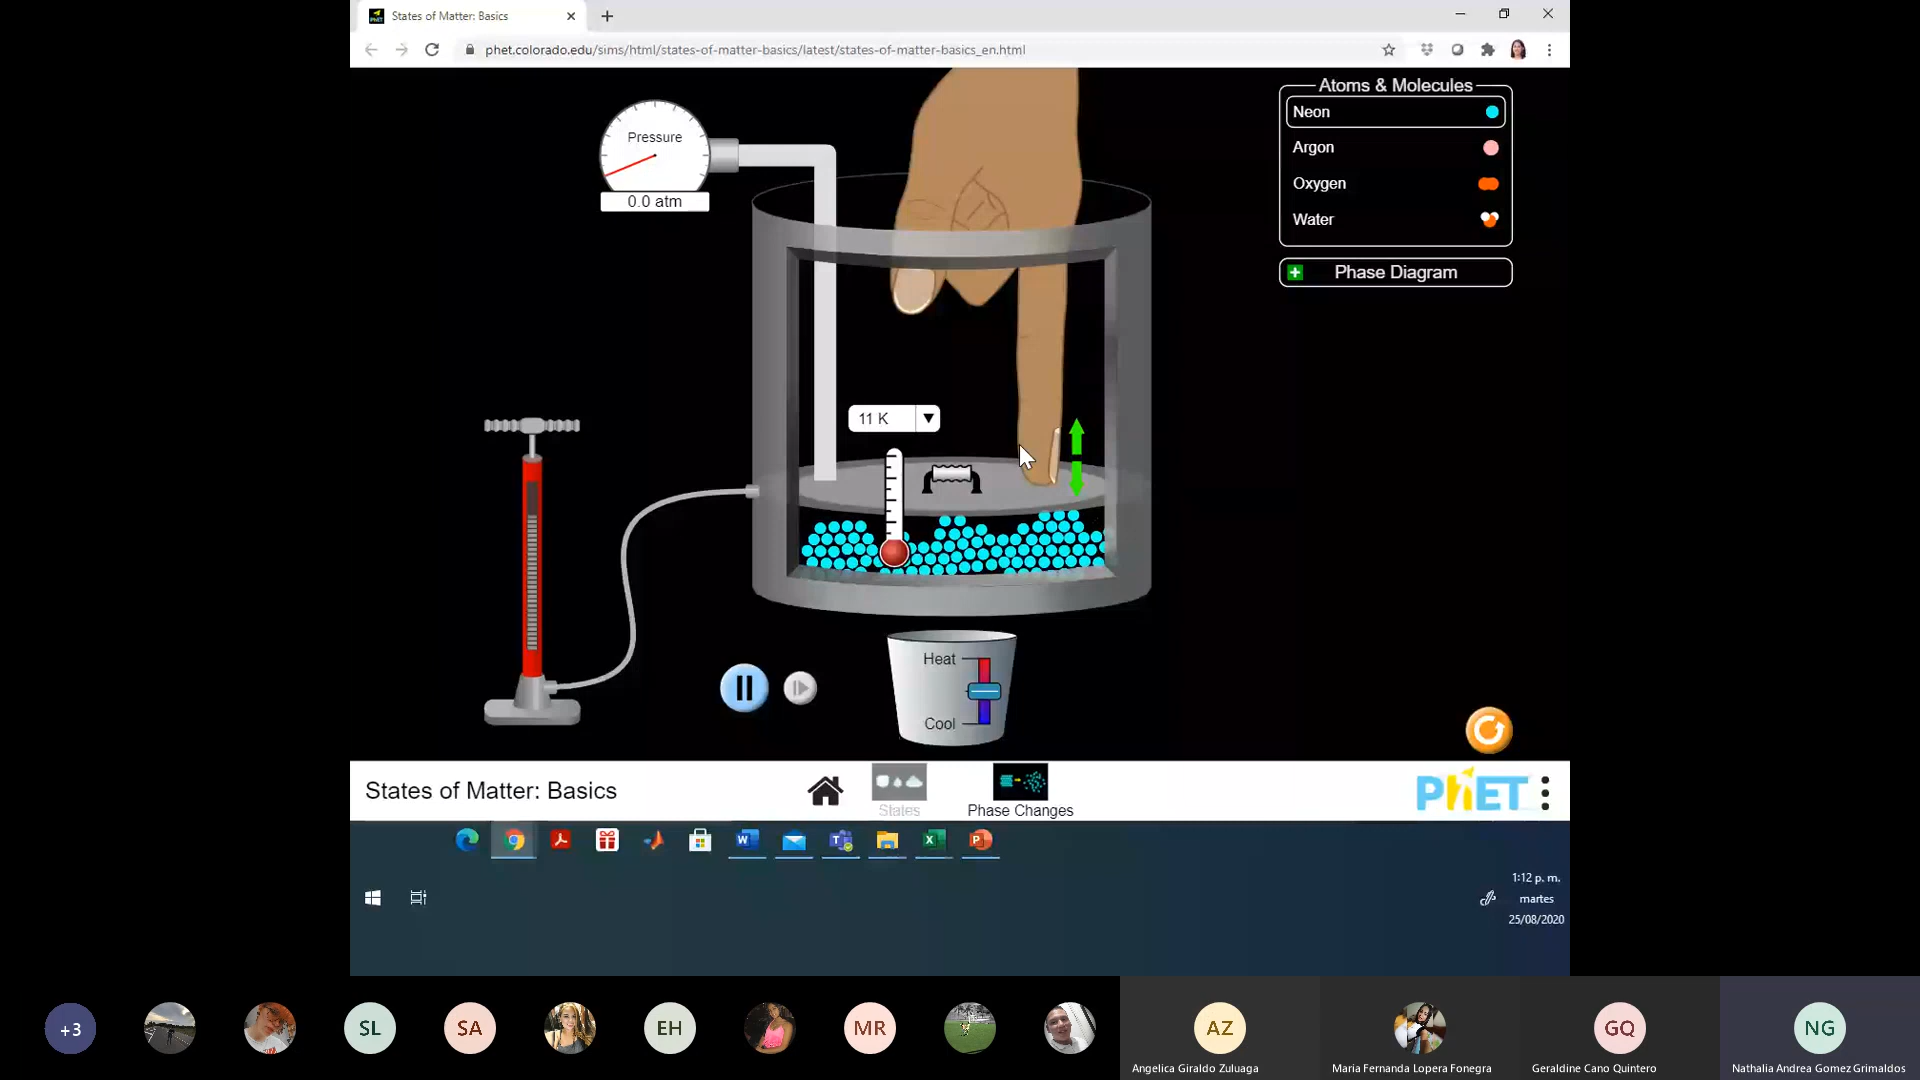 States of Matter: Basics
phet.colorado.edu/sims/html/states-of-matter-basics/latest/states-of-matter-basics_en.html
Pressure
0.0 atm
Atoms & Molecules
Neon
Argon
Oxygen
Water
Phase Diagram
11 K
Heat
Cool
States of Matter: Basics
States
Phase Changes
PhET
1:12 p. m.
martes
25/08/2020
+3
SL
SA
EH
MR
AZ
GQ
NG
Angelica Giraldo Zuluaga
Maria Fernanda Lopera Fonegra
Geraldine Cano Quintero
Nathalia Andrea Gomez Grimaldos